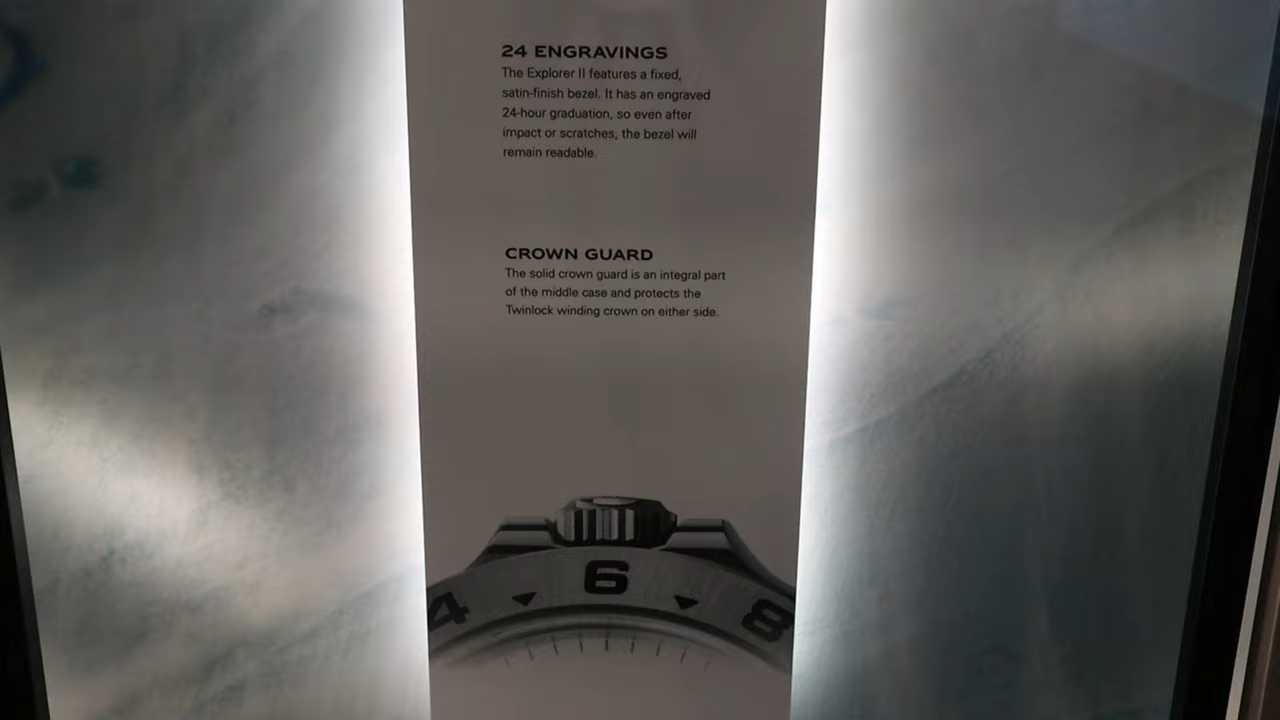 24 ENGRAVINGS
The Explorer II features a fixed,
satin-finish bezel. It has an engraved
24-hour graduation, so even after
impact or scratches, the bezel will
remain readable.
CROWN GUARD
The solid crown guard is an integral part
of the middle case and protects the
Twinlock winding crown on either side.
4 6 8